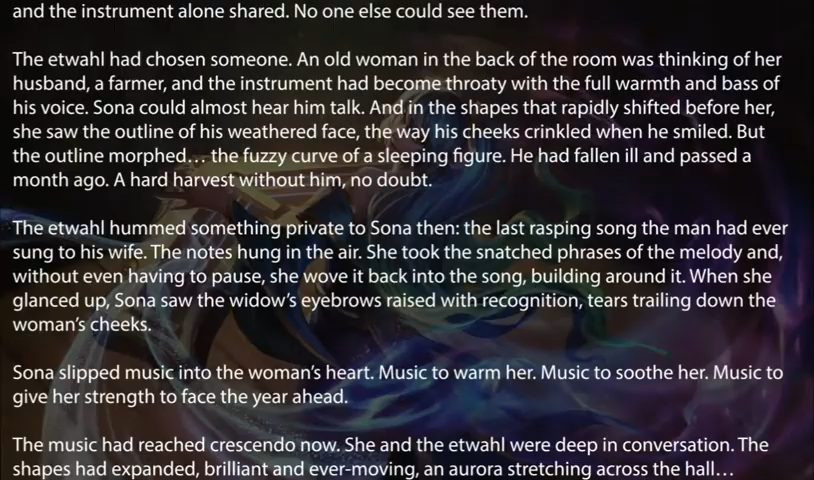 and the instrument alone shared. No one else could see them.
The etwahl had chosen someone. An old woman in the back of the room was thinking of her
husband, a farmer, and the instrument had become throaty with the full warmth and bass of
his voice. Sona could almost hear him talk. And in the shapes that rapidly shifted before her,
she saw the outline of his weathered face, the way his cheeks crinkled when he smiled. But
the outline morphed… the fuzzy curve of a sleeping figure. He had fallen ill and passed a
month ago. A hard harvest without him, no doubt.
The etwahl hummed something private to Sona then: the last rasping song the man had ever
sung to his wife. The notes hung in the air. She took the snatched phrases of the melody and,
without even having to pause, she wove it back into the song, building around it. When she
glanced up, Sona saw the widow’s eyebrows raised with recognition, tears trailing down the
woman’s cheeks.
Sona slipped music into the woman’s heart. Music to warm her. Music to soothe her. Music to
give her strength to face the year ahead.
The music had reached crescendo now. She and the etwahl were deep in conversation. The
shapes had expanded, brilliant and ever-moving, an aurora stretching across the hall…